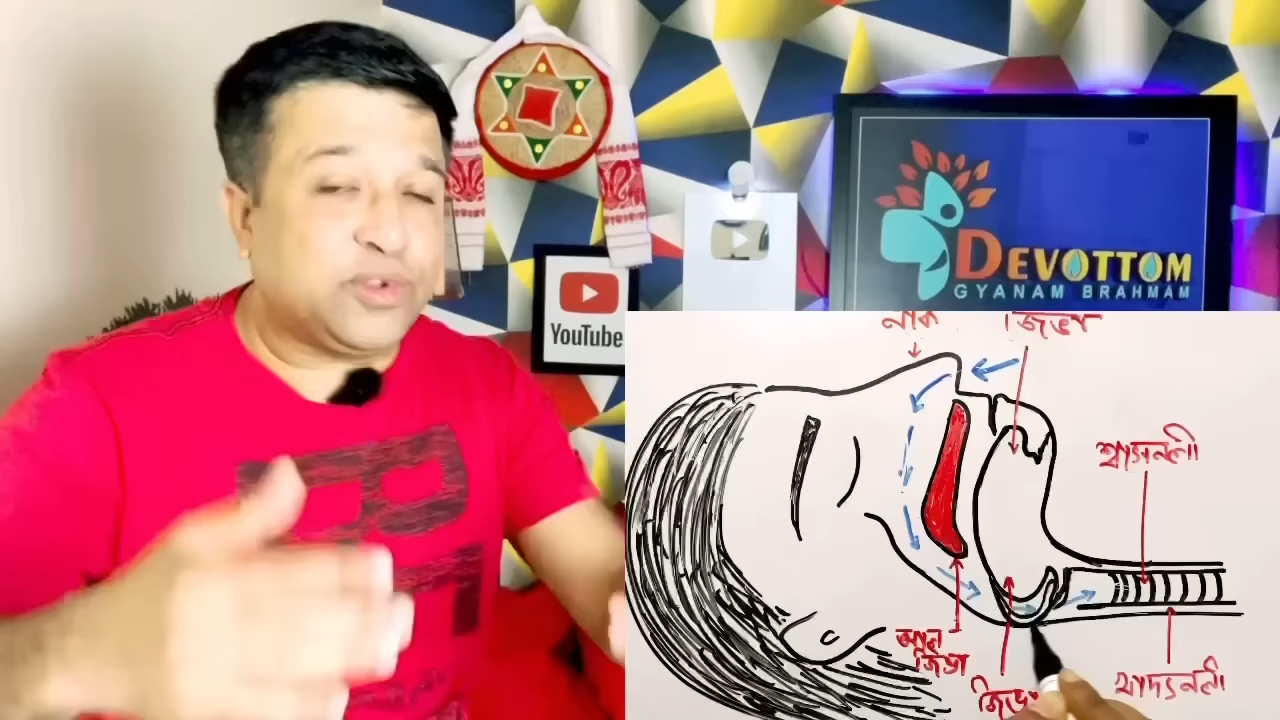 DEVOTTOM
GYANAM BRAHMAM
YouTube
নাক
জিভা
শ্বাসনলী
আল
জিভা
খাদ্যনলী